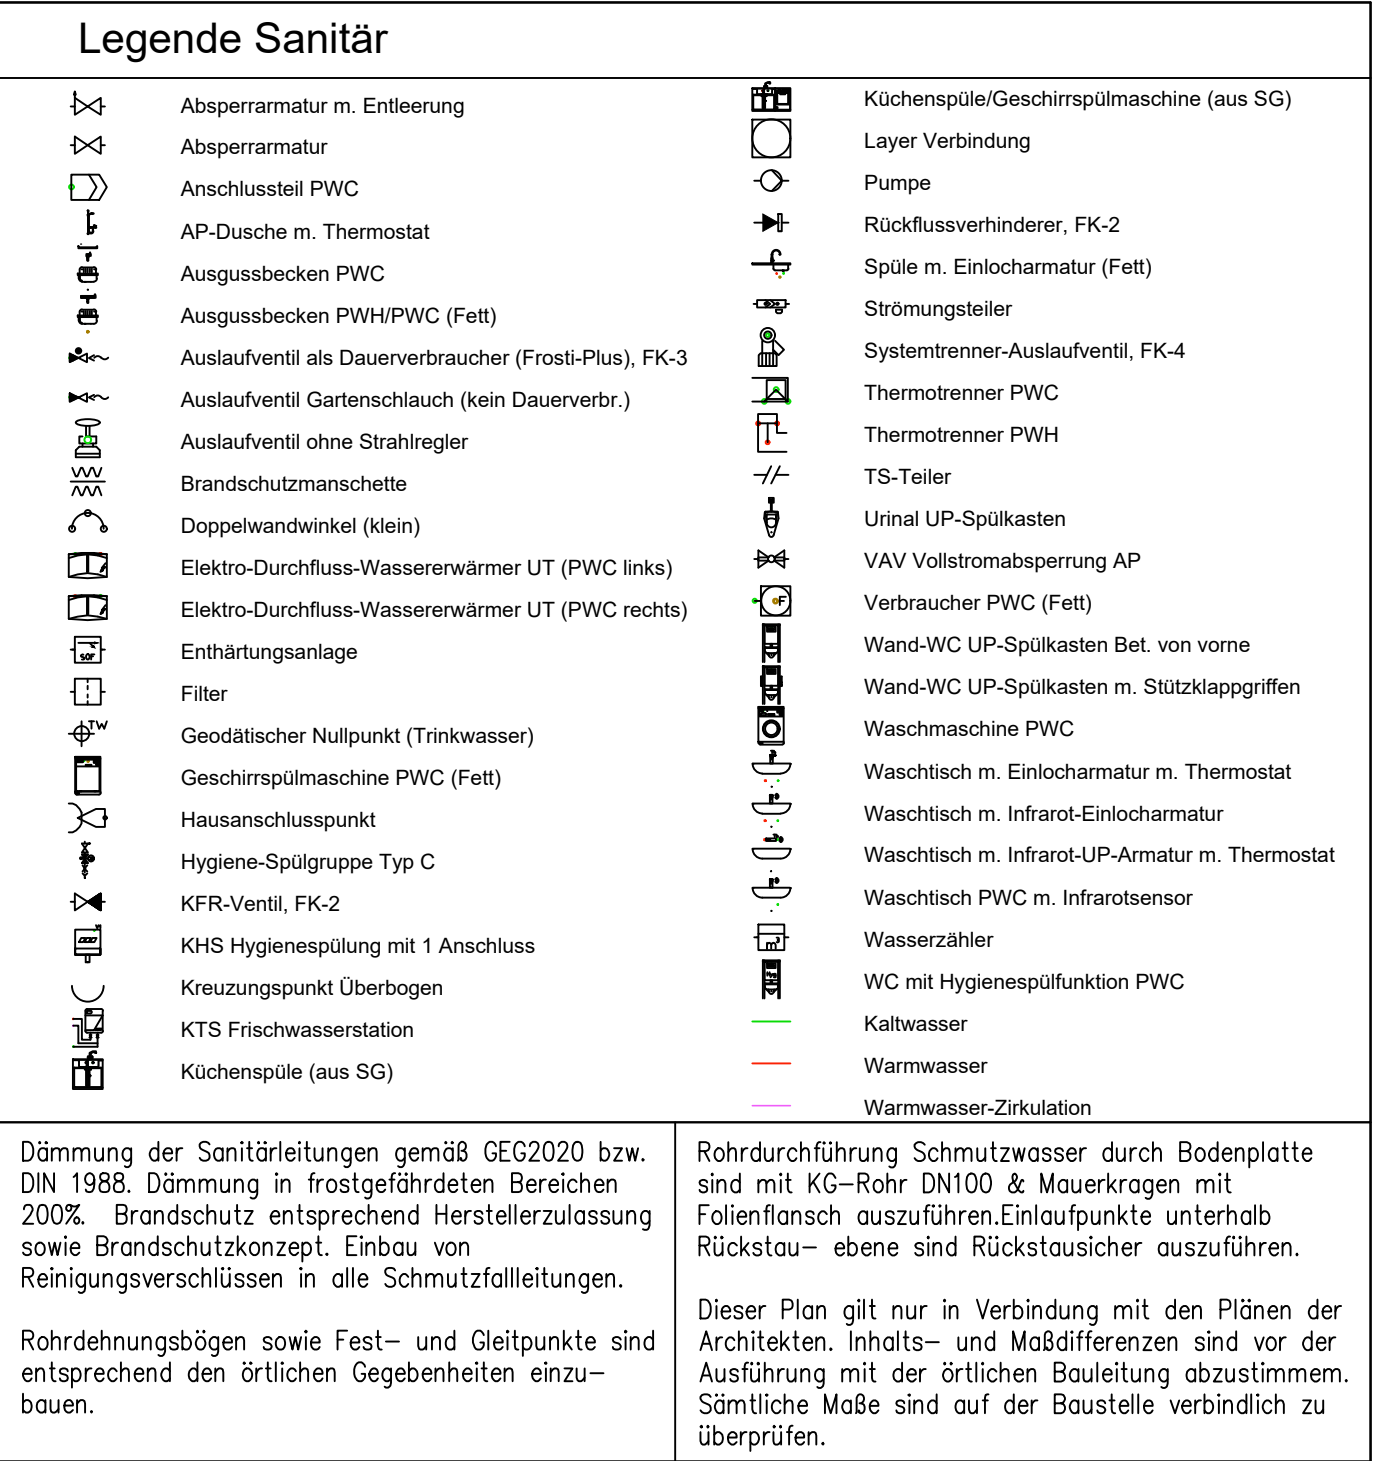 Legende Sanitär
Absperrarmatur m. Entleerung
Absperrarmatur
Anschlussteil PWC
AP-Dusche m. Thermostat
Ausgussbecken PWC
Ausgussbecken PWH/PWC (Fett)
Auslaufventil als Dauerverbraucher (Frosti-Plus), FK-3
Auslaufventil Gartenschlauch (kein Dauerverbr.)
Auslaufventil ohne Strahlregler
Brandschutzmanschette
Doppelwandwinkel (klein)
Elektro-Durchfluss-Wassererwärmer UT (PWC links)
Elektro-Durchfluss-Wassererwärmer UT (PWC rechts)
SOF Enthärtungsanlage
Filter
TW Geodätischer Nullpunkt (Trinkwasser)
Geschirrspülmaschine PWC (Fett)
Hausanschlusspunkt
Hygiene-Spülgruppe Typ C
KFR-Ventil, FK-2
KHS Hygienespülung mit 1 Anschluss
Kreuzungspunkt Überbogen
KTS Frischwasserstation
Küchenspüle (aus SG)
Küchenspüle/Geschirrspülmaschine (aus SG)
Layer Verbindung
Pumpe
Rückflussverhinderer, FK-2
Spüle m. Einlocharmatur (Fett)
Strömungsteiler
Systemtrenner-Auslaufventil, FK-4
Thermotrenner PWC
Thermotrenner PWH
TS-Teiler
Urinal UP-Spülkasten
VAV Vollstromabsperrung AP
F Verbraucher PWC (Fett)
Wand-WC UP-Spülkasten Bet. von vorne
Wand-WC UP-Spülkasten m. Stützklappgriffen
Waschmaschine PWC
Waschtisch m. Einlocharmatur m. Thermostat
Waschtisch m. Infrarot-Einlocharmatur
Waschtisch m. Infrarot-UP-Armatur m. Thermostat
Waschtisch PWC m. Infrarotsensor
m³ Wasserzähler
WC mit Hygienespülfunktion PWC
Kaltwasser
Warmwasser
Warmwasser-Zirkulation
Dämmung der Sanitärleitungen gemäß GEG2020 bzw.
DIN 1988. Dämmung in frostgefährdeten Bereichen
200%. Brandschutz entsprechend Herstellerzulassung
sowie Brandschutzkonzept. Einbau von
Reinigungsverschlüssen in alle Schmutzfallleitungen.
Rohrdehnungsbögen sowie Fest- und Gleitpunkte sind
entsprechend den örtlichen Gegebenheiten einzu-
bauen.
Rohrdurchführung Schmutzwasser durch Bodenplatte
sind mit KG-Rohr DN100 & Mauerkragen mit
Folienflansch auszuführen.Einlaufpunkte unterhalb
Rückstau- ebene sind Rückstausicher auszuführen.
Dieser Plan gilt nur in Verbindung mit den Plänen der
Architekten. Inhalts- und Maßdifferenzen sind vor der
Ausführung mit der örtlichen Bauleitung abzustimmem.
Sämtliche Maße sind auf der Baustelle verbindlich zu
überprüfen.